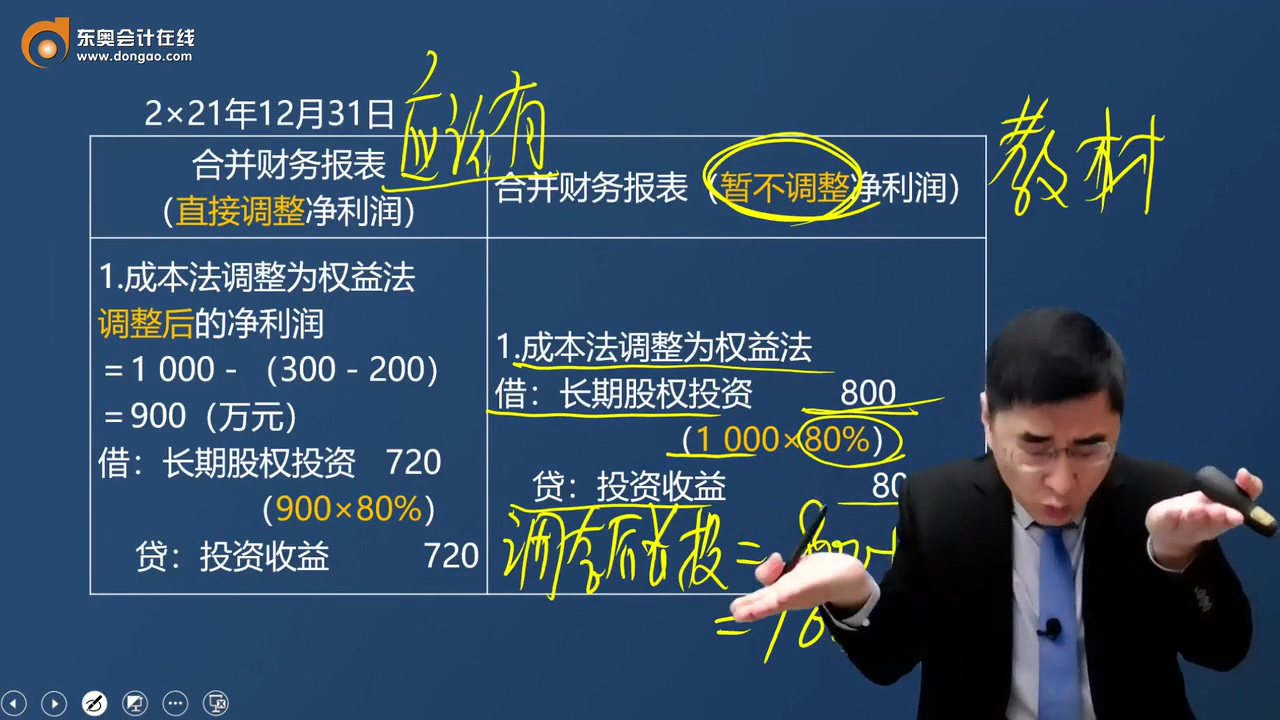 东奥会计在线
www.dongao.com
2×21年12月31日
应该有
教材
合并财务报表
（直接调整净利润）
合并财务报表（暂不调整净利润）
1.成本法调整为权益法
调整后的净利润
＝1 000－（300－200）
＝900（万元）
借：长期股权投资 720
（900×80%）
贷：投资收益 720
1.成本法调整为权益法
借：长期股权投资 800
（1 000×80%）
贷：投资收益 80
调整后长投＝
＝